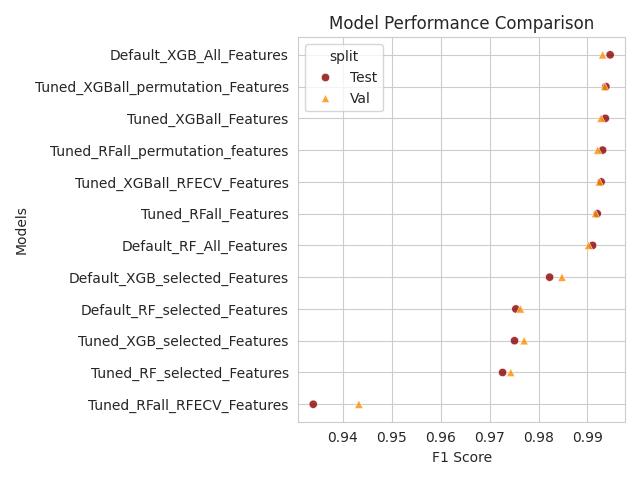 Model Performance Comparison
split
Test
Val
Models
Default_XGB_All_Features
Tuned_XGBall_permutation_Features
Tuned_XGBall_Features
Tuned_RFall_permutation_features
Tuned_XGBall_RFECV_Features
Tuned_RFall_Features
Default_RF_All_Features
Default_XGB_selected_Features
Default_RF_selected_Features
Tuned_XGB_selected_Features
Tuned_RF_selected_Features
Tuned_RFall_RFECV_Features
0.94 0.95 0.96 0.97 0.98 0.99
F1 Score